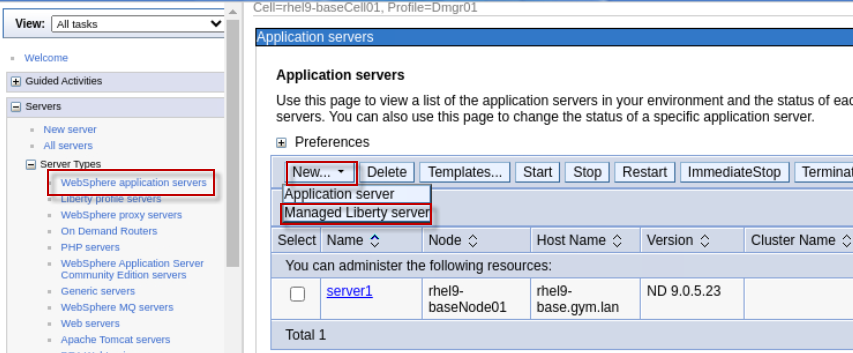 Cell=rhel9-baseCell01, Profile=Dmgr01
View: All tasks
Welcome
Guided Activities
Servers
New server
All servers
Server Types
WebSphere application servers
Liberty profile servers
WebSphere proxy servers
On Demand Routers
PHP servers
WebSphere Application Server
Community Edition servers
Generic servers
WebSphere MQ servers
Web servers
Apache Tomcat servers
Application servers
Application servers
Use this page to view a list of the application servers in your environment and the status of eac
servers. You can also use this page to change the status of a specific application server.
Preferences
New... Delete Templates... Start Stop Restart ImmediateStop Terminat
Application server
Managed Liberty server
Select Name Node Host Name Version Cluster Name
You can administer the following resources:
server1 rhel9- rhel9- ND 9.0.5.23
baseNode01 base.gym.lan
Total 1